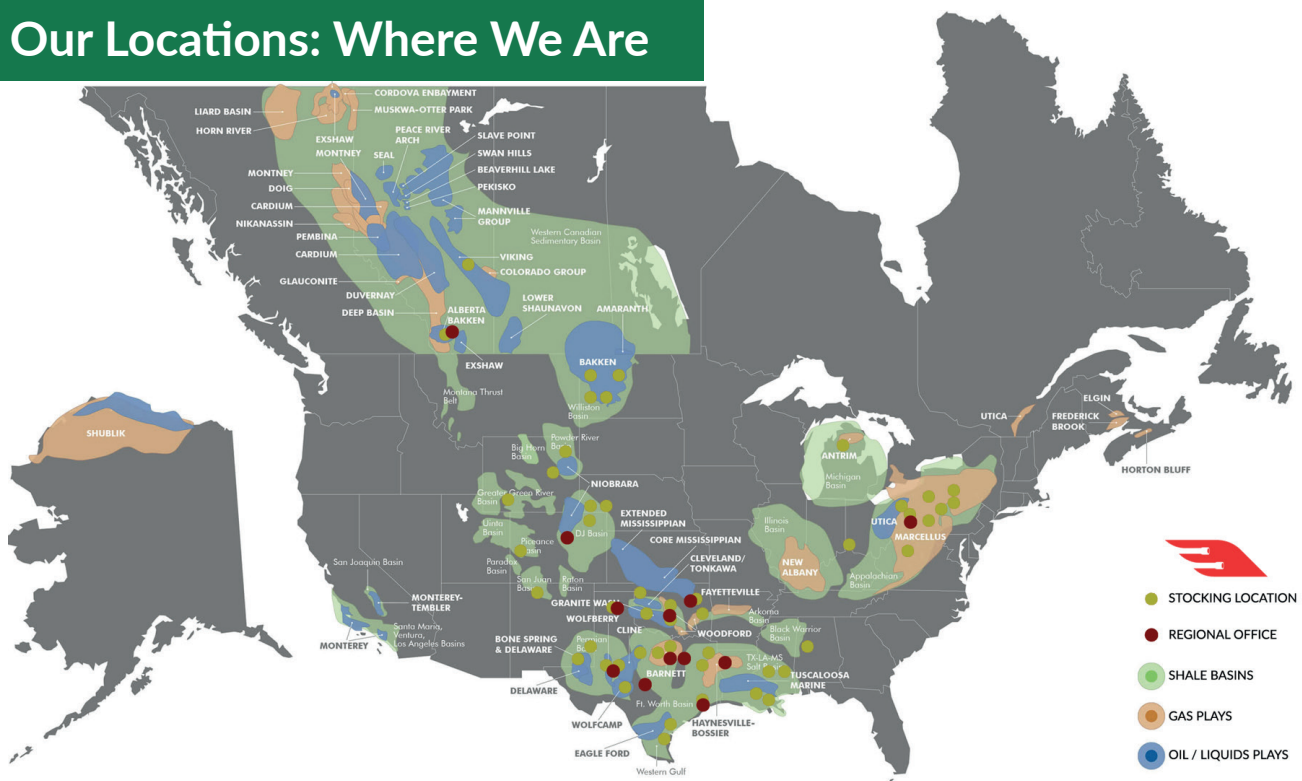 Our Locations: Where We Are
LIARD BASIN
HORN RIVER
CORDOVA ENBAYMENT
MUSKWA-OTTER PARK
EXSHAW
MONTNEY
PEACE RIVER
ARCH
SEAL
SLAVE POINT
SWAN HILLS
BEAVERHILL LAKE
PEKISKO
MANNVILLE
GROUP
MONTNEY
DOIG
CARDIUM
NIKANASSIN
PEMBINA
CARDIUM
GLAUCONITE
DUVERNAY
DEEP BASIN
Western Canadian
Sedimentary Basin
VIKING
COLORADO GROUP
ALBERTA
BAKKEN
LOWER
SHAUNAVON
AMARANTH
EXSHAW
BAKKEN
Montana Thrust
Belt
Williston
Basin
SHUBLIK
Powder River
Big Horn
Basin
NIOBRARA
Greater Green River
Basin
EXTENDED
MISSISSIPPIAN
Uinta
Basin
DJ Basin
CORE MISSISSIPPIAN
Piceance
Basin
CLEVELAND/
TONKAWA
Paradox
Basin
San Joaquin Basin
San Juan
Raton
Basin
FAYETTEVILLE
MONTEREY-
TEMBLER
GRANITE WASH
WOLFBERRY
Arkoma
Basin
MONTEREY
Santa Maria,
Ventura,
Los Angeles Basins
CLINE
WOODFORD
Black Warrior
Basin
BONE SPRING
& DELAWARE
Permian
BARNETT
TX-LA-MS
Salt Basin
TUSCALOOSA
MARINE
DELAWARE
Ft. Worth Basin
WOLFCAMP
HAYNESVILLE-
BOSSIER
EAGLE FORD
Western Gulf
ANTRIM
Michigan
Basin
Illinois
Basin
NEW
ALBANY
UTICA
MARCELLUS
Appalachian
Basin
UTICA
ELGIN
FREDERICK
BROOK
HORTON BLUFF
STOCKING LOCATION
REGIONAL OFFICE
SHALE BASINS
GAS PLAYS
OIL / LIQUIDS PLAYS